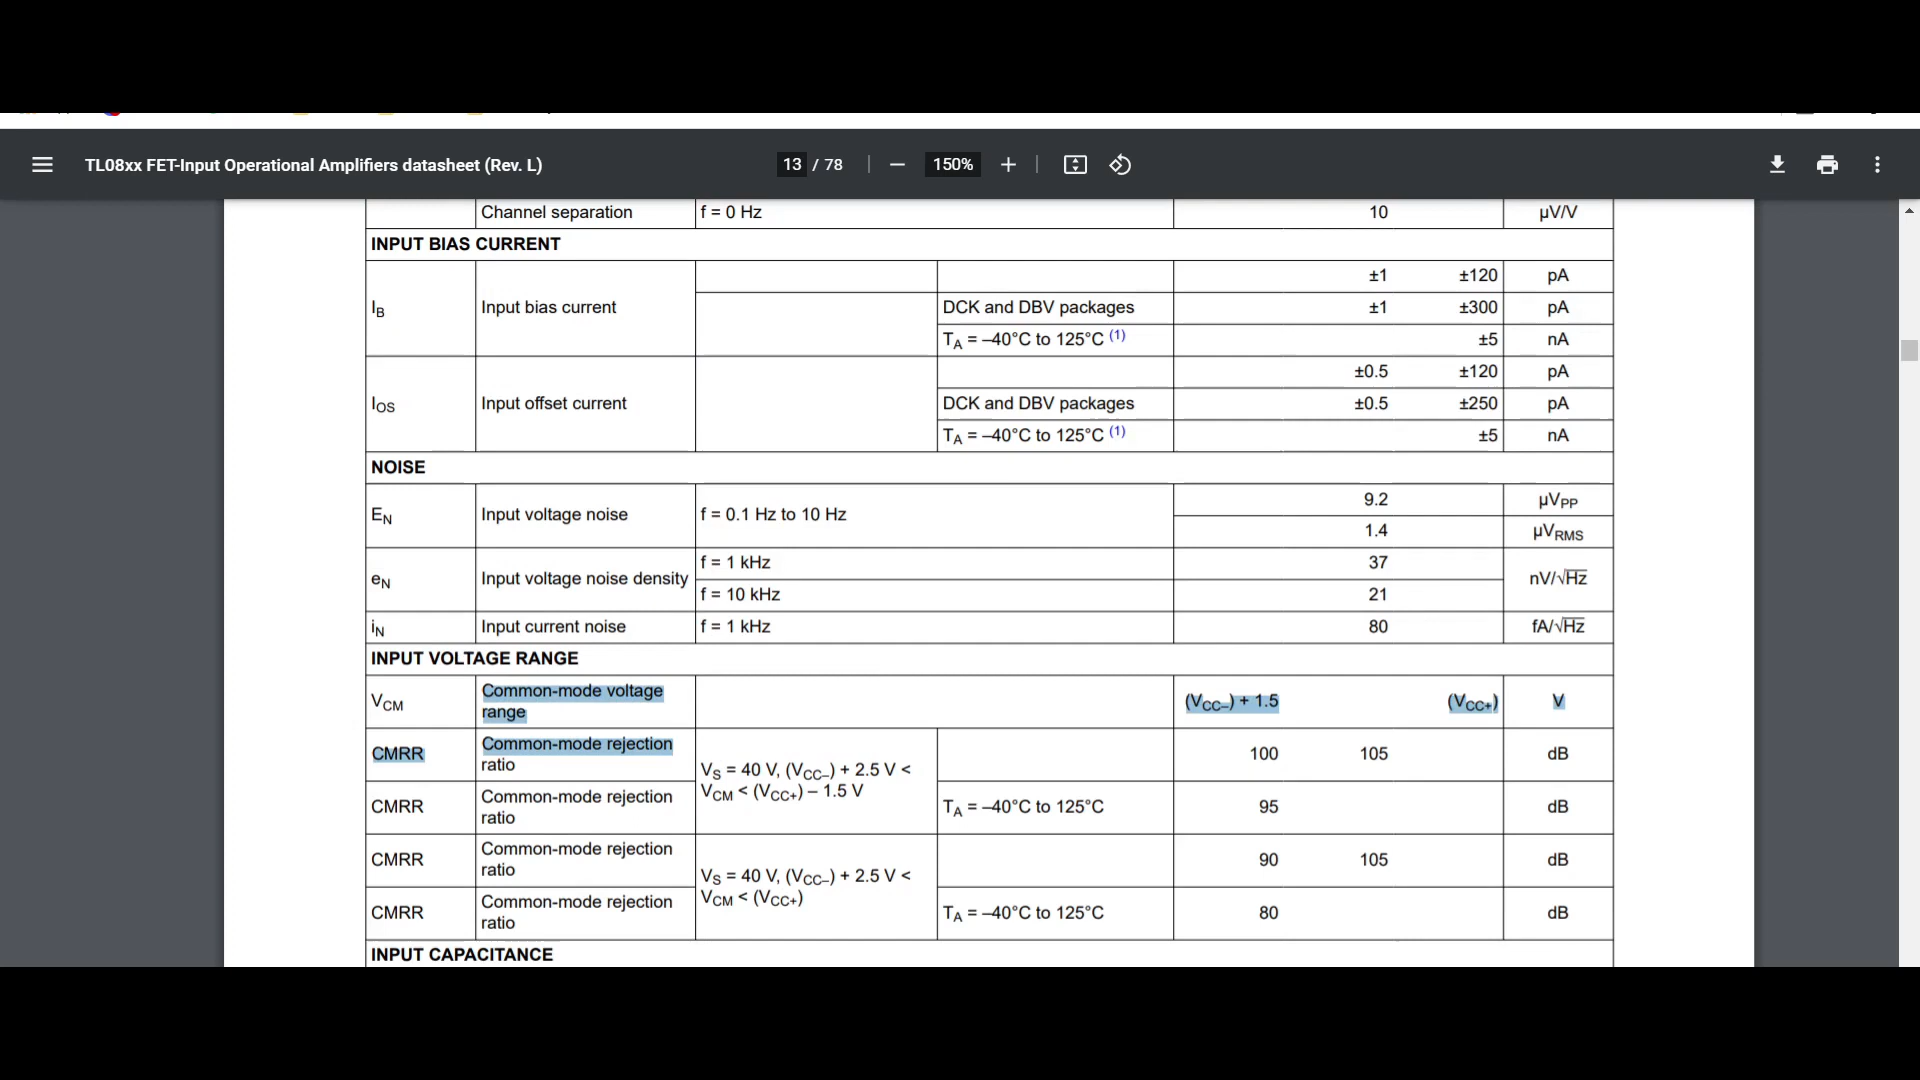 TL08xx FET-Input Operational Amplifiers datasheet (Rev. L) 13 / 78 150%
Channel separation f = 0 Hz 10 µV/V
INPUT BIAS CURRENT
±1 ±120 pA
IB Input bias current DCK and DBV packages ±1 ±300 pA
TA = –40°C to 125°C (1) ±5 nA
±0.5 ±120 pA
IOS Input offset current DCK and DBV packages ±0.5 ±250 pA
TA = –40°C to 125°C (1) ±5 nA
NOISE
9.2 µVPP
EN Input voltage noise f = 0.1 Hz to 10 Hz
1.4 µVRMS
f = 1 kHz 37
eN Input voltage noise density nV/√Hz
f = 10 kHz 21
iN Input current noise f = 1 kHz 80 fA/√Hz
INPUT VOLTAGE RANGE
VCM Common-mode voltage
range (VCC–) + 1.5 (VCC+) V
CMRR Common-mode rejection
ratio 100 105 dB
VS = 40 V, (VCC–) + 2.5 V <
VCM < (VCC+) – 1.5 V
CMRR Common-mode rejection
ratio TA = –40°C to 125°C 95 dB
CMRR Common-mode rejection
ratio 90 105 dB
VS = 40 V, (VCC–) + 2.5 V <
VCM < (VCC+)
CMRR Common-mode rejection
ratio TA = –40°C to 125°C 80 dB
INPUT CAPACITANCE